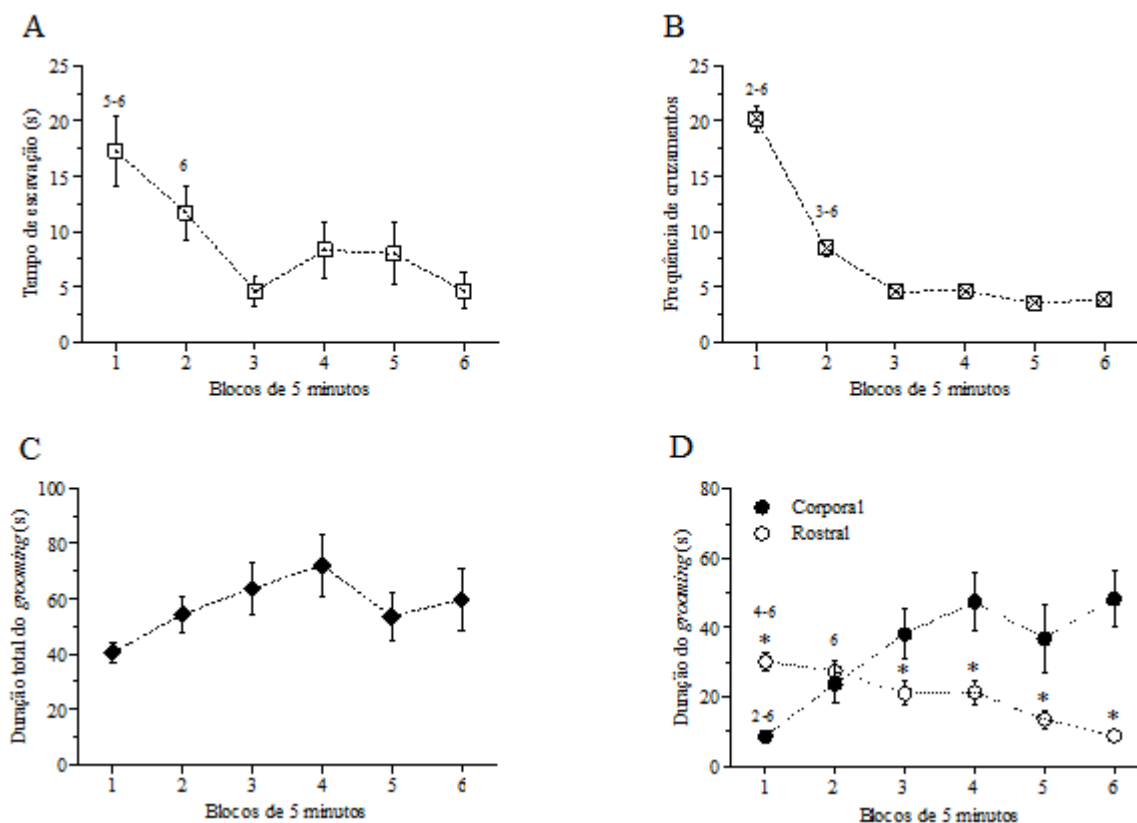 A
Tempo de escavação (s)
25
20
15
10
5
0
5-6
6
1 2 3 4 5 6
Blocos de 5 minutos
B
Frequência de cruzamentos
25
20
15
10
5
0
2-6
3-6
1 2 3 4 5 6
Blocos de 5 minutos
C
Duração total do grooming (s)
100
80
60
40
20
0
1 2 3 4 5 6
Blocos de 5 minutos
D
Duração do grooming (s)
80
60
40
20
0
Corporal
Rostral
4-6
*
2-6
6
*
*
*
*
1 2 3 4 5 6
Blocos de 5 minutos